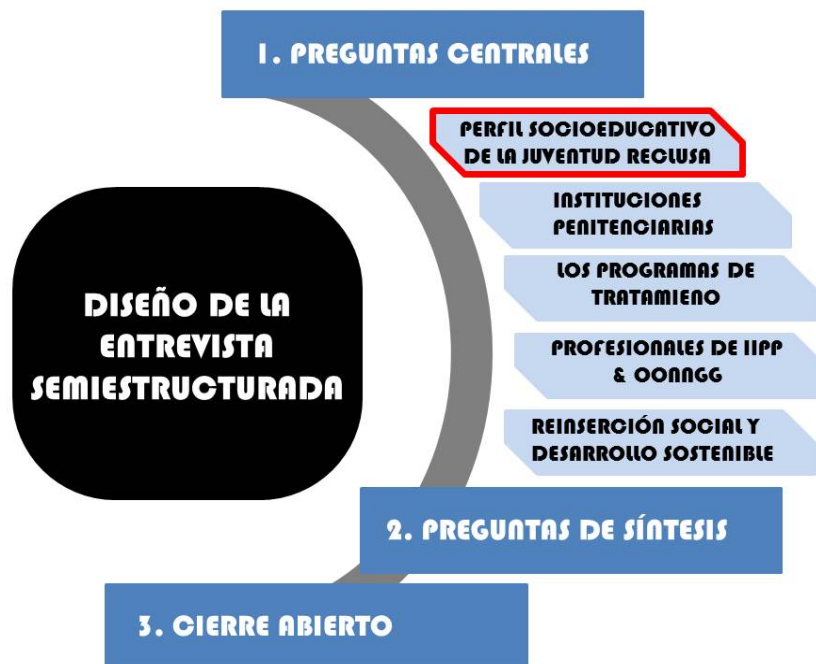 1. PREGUNTAS CENTRALES
PERFIL SOCIOEDUCATIVO
DE LA JUVENTUD RECLUSA
INSTITUCIONES
PENITENCIARIAS
LOS PROGRAMAS DE
TRATAMIENO
PROFESIONALES DE IIPP
& OONNGG
REINSERCIÓN SOCIAL Y
DESARROLLO SOSTENIBLE
DISEÑO DE LA
ENTREVISTA
SEMIESTRUCTURADA
2. PREGUNTAS DE SÍNTESIS
3. CIERRE ABIERTO